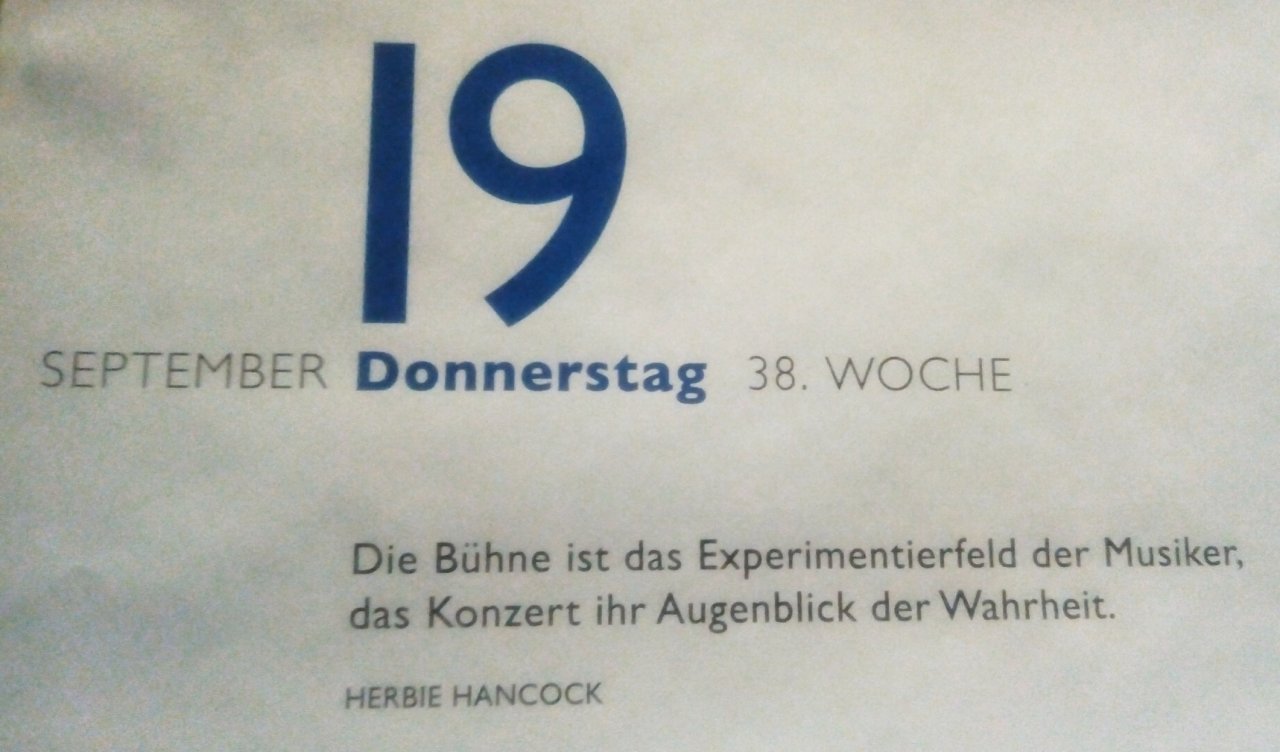 19
SEPTEMBER Donnerstag 38. WOCHE
Die Bühne ist das Experimentierfeld der Musiker,
das Konzert ihr Augenblick der Wahrheit.
HERBIE HANCOCK